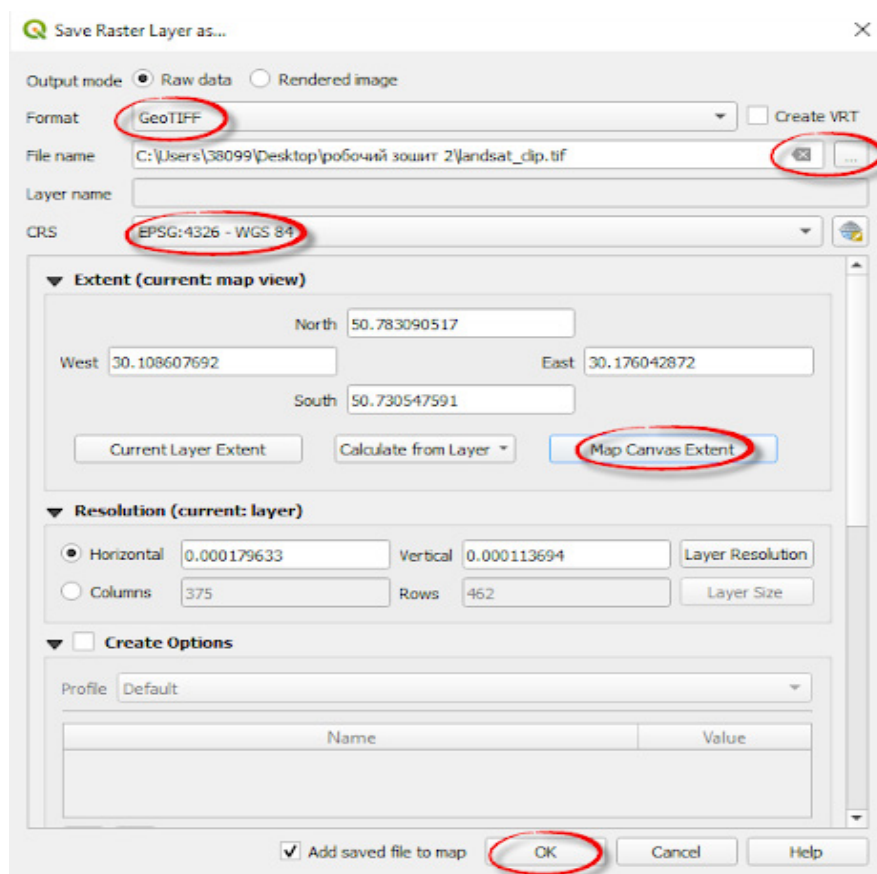 Save Raster Layer as...
Output mode Raw data Rendered image
Format GeoTIFF Create VRT
File name C:\Users\38099\Desktop\робочий зошит 2\landsat_clip.tif ...
Layer name
CRS EPSG:4326 - WGS 84
Extent (current: map view)
North 50.783090517
West 30.108607692 East 30.176042872
South 50.730547591
Current Layer Extent Calculate from Layer Map Canvas Extent
Resolution (current: layer)
Horizontal 0.000179633 Vertical 0.000113694 Layer Resolution
Columns 375 Rows 462 Layer Size
Create Options
Profile Default
Name Value
Add saved file to map OK Cancel Help